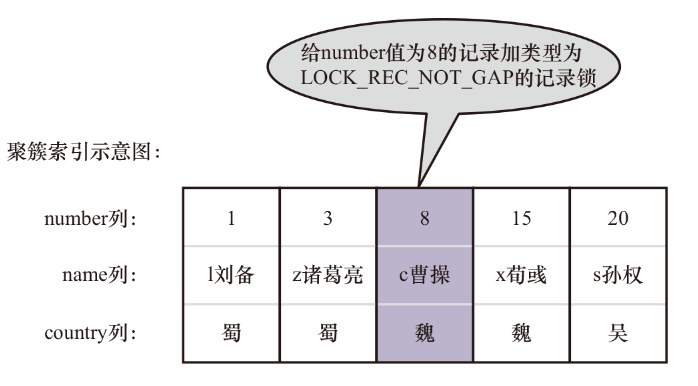 给number值为8的记录加类型为
LOCK_REC_NOT_GAP的记录锁
聚簇索引示意图：
number列： 1 3 8 15 20
name列： l刘备 z诸葛亮 c曹操 x荀彧 s孙权
country列： 蜀 蜀 魏 魏 吴